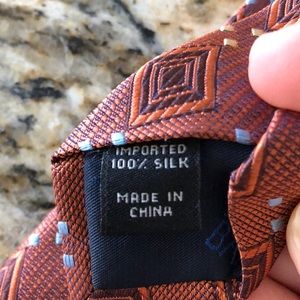 IMPORTED
100% SILK
MADE IN
CHINA